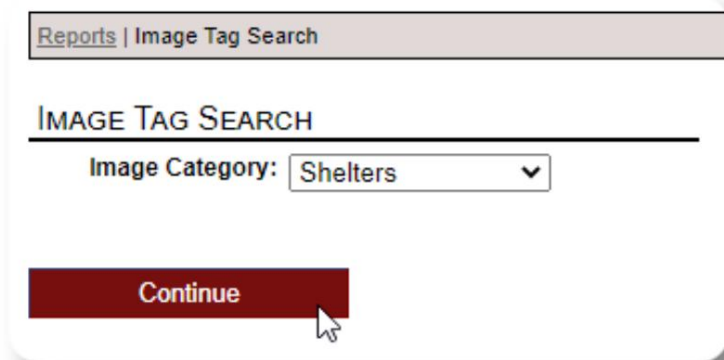 Reports | Image Tag Search
IMAGE TAG SEARCH
Image Category: Shelters
Continue